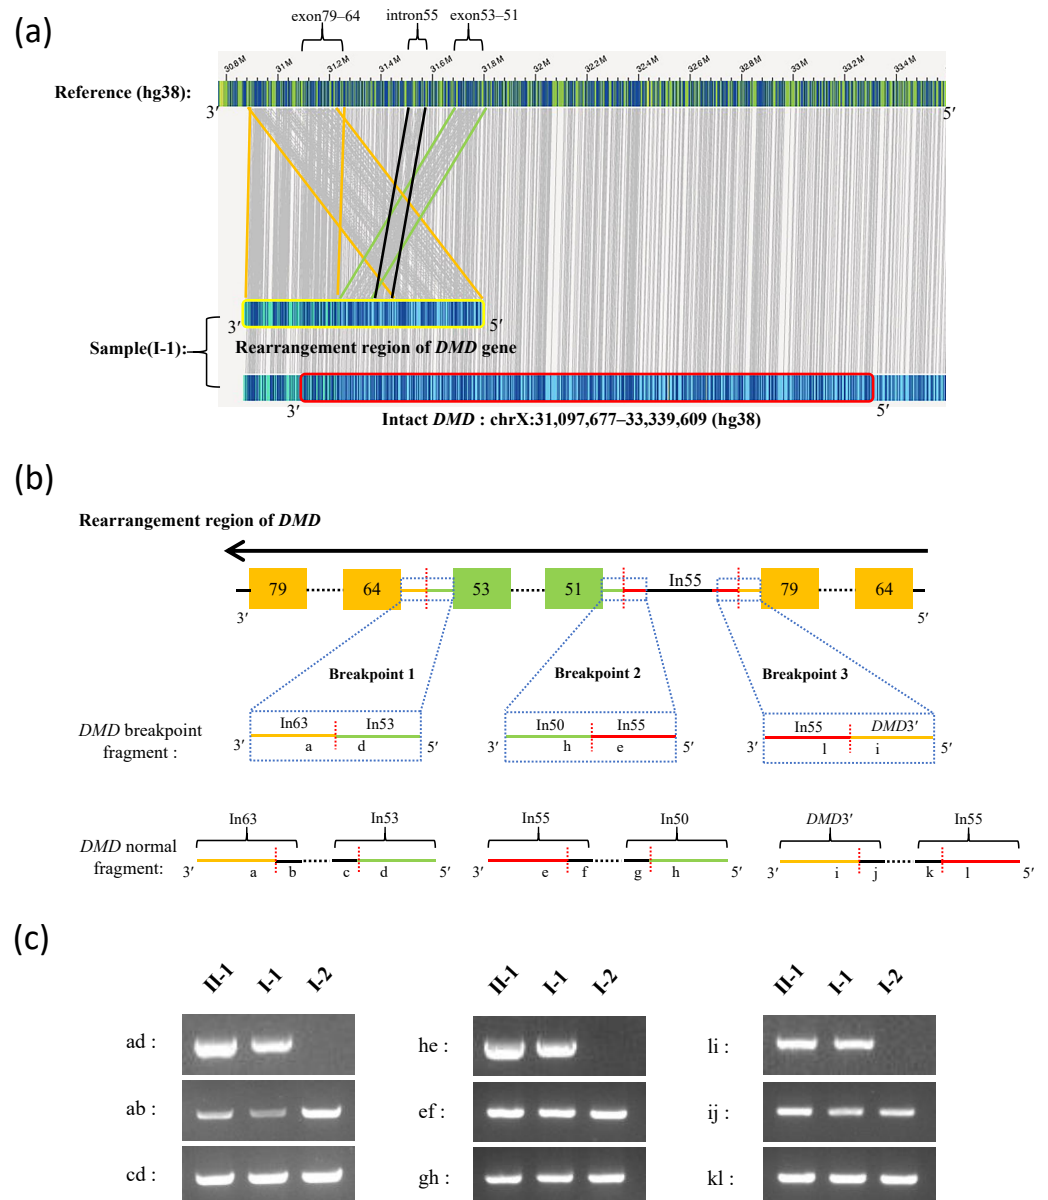 (a)
exon79–64 intron55 exon53–51
30.8M 31M 31.2M 31.4M 31.6M 31.8M 32M 32.2M 32.4M 32.6M 32.8M 33M 33.2M 33.4M
Reference (hg38):
3′ 5′
3′ 5′
Sample(I-1): Rearrangement region of DMD gene
3′ 5′
Intact DMD : chrX:31,097,677–33,339,609 (hg38)
(b)
Rearrangement region of DMD
79 64 53 51 In55 79 64
3′ 5′
Breakpoint 1 Breakpoint 2 Breakpoint 3
DMD breakpoint
fragment :
In63 In53 In50 In55 In55 DMD3′
3′ a d 5′ 3′ h e 5′ 3′ l i 5′
In63 In53 In55 In50 DMD3′ In55
DMD normal
fragment:
3′ a b c d 5′ 3′ e f g h 5′ 3′ i j k l 5′
(c)
II-1 I-1 I-2 II-1 I-1 I-2 II-1 I-1 I-2
ad : he : li :
ab : ef : ij :
cd : gh : kl :